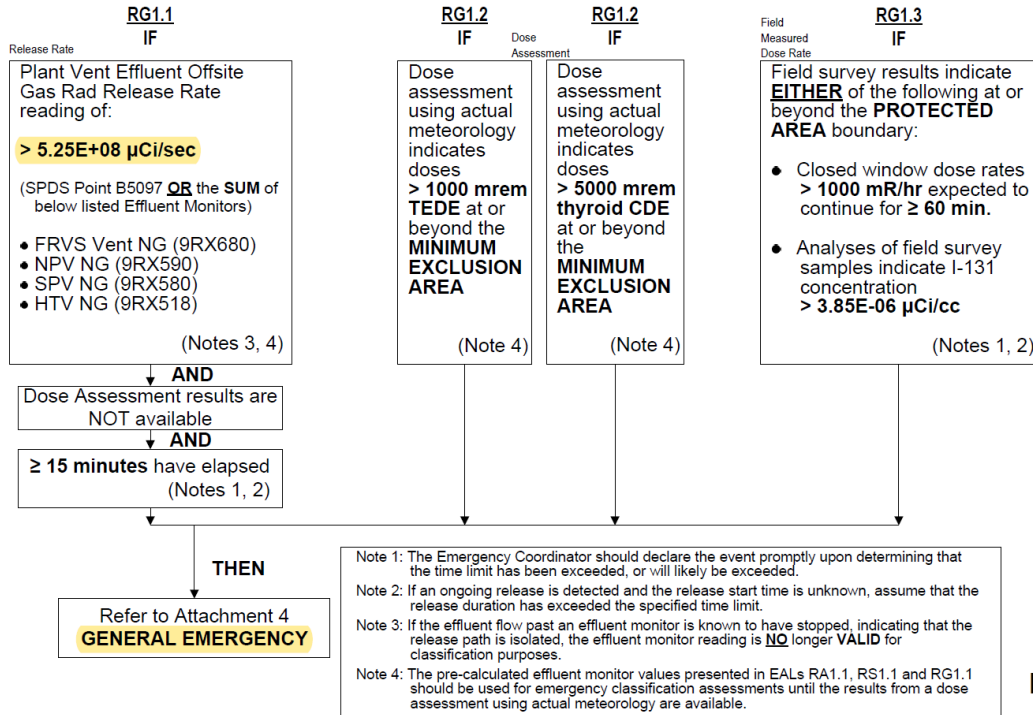 RG1.1
IF
Release Rate
Plant Vent Effluent Offsite
Gas Rad Release Rate
reading of:
> 5.25E+08 µCi/sec
(SPDS Point B5097 OR the SUM of
below listed Effluent Monitors)
● FRVS Vent NG (9RX680)
● NPV NG (9RX590)
● SPV NG (9RX580)
● HTV NG (9RX518)
(Notes 3, 4)
AND
Dose Assessment results are
NOT available
AND
≥ 15 minutes have elapsed
(Notes 1, 2)
RG1.2
IF
Dose
Assessment
Dose
assessment
using actual
meteorology
indicates
doses
> 1000 mrem
TEDE at or
beyond the
MINIMUM
EXCLUSION
AREA
(Note 4)
RG1.2
IF
Dose
assessment
using actual
meteorology
indicates
doses
> 5000 mrem
thyroid CDE
at or beyond
the
MINIMUM
EXCLUSION
AREA
(Note 4)
RG1.3
IF
Field
Measured
Dose Rate
Field survey results indicate
EITHER of the following at or
beyond the PROTECTED
AREA boundary:
● Closed window dose rates
> 1000 mR/hr expected to
continue for ≥ 60 min.
● Analyses of field survey
samples indicate I-131
concentration
> 3.85E-06 µCi/cc
(Notes 1, 2)
THEN
Refer to Attachment 4
GENERAL EMERGENCY
Note 1: The Emergency Coordinator should declare the event promptly upon determining that
the time limit has been exceeded, or will likely be exceeded.
Note 2: If an ongoing release is detected and the release start time is unknown, assume that the
release duration has exceeded the specified time limit.
Note 3: If the effluent flow past an effluent monitor is known to have stopped, indicating that the
release path is isolated, the effluent monitor reading is NO longer VALID for
classification purposes.
Note 4: The pre-calculated effluent monitor values presented in EALs RA1.1, RS1.1 and RG1.1
should be used for emergency classification assessments until the results from a dose
assessment using actual meteorology are available.